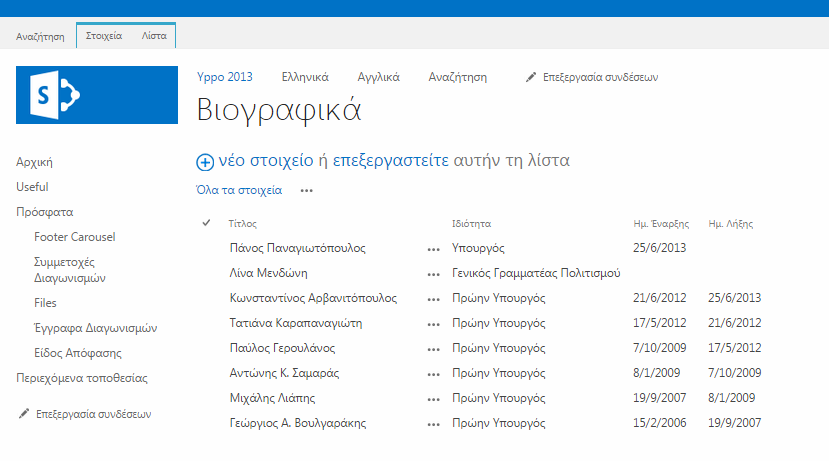 Αναζήτηση Στοιχεία Λίστα
S
Yppo 2013 Ελληνικά Αγγλικά Αναζήτηση Επεξεργασία συνδέσεων
Βιογραφικά
Αρχική
Useful
Πρόσφατα
Footer Carousel
Συμμετοχές
Διαγωνισμών
Files
Έγγραφα Διαγωνισμών
Είδος Απόφασης
Περιεχόμενα τοποθεσίας
Επεξεργασία συνδέσεων
νέο στοιχείο ή επεξεργαστείτε αυτήν τη λίστα
Όλα τα στοιχεία •••
Τίτλος Ιδιότητα Ημ. Έναρξης Ημ. Λήξης
Πάνος Παναγιωτόπουλος ••• Υπουργός 25/6/2013
Λίνα Μενδώνη ••• Γενικός Γραμματέας Πολιτισμού
Κωνσταντίνος Αρβανιτόπουλος ••• Πρώην Υπουργός 21/6/2012 25/6/2013
Τατιάνα Καραπαναγιώτη ••• Πρώην Υπουργός 17/5/2012 21/6/2012
Παύλος Γερουλάνος ••• Πρώην Υπουργός 7/10/2009 17/5/2012
Αντώνης Κ. Σαμαράς ••• Πρώην Υπουργός 8/1/2009 7/10/2009
Μιχάλης Λιάπης ••• Πρώην Υπουργός 19/9/2007 8/1/2009
Γεώργιος Α. Βουλγαράκης ••• Πρώην Υπουργός 15/2/2006 19/9/2007